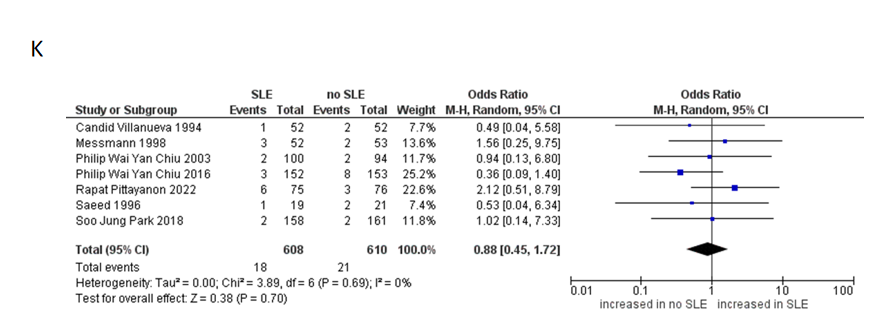 K
SLE no SLE Odds Ratio Odds Ratio
Study or Subgroup Events Total Events Total Weight M-H, Random, 95% CI M-H, Random, 95% CI
Candid Villanueva 1994 1 52 2 52 7.7% 0.49 [0.04, 5.58]
Messmann 1998 3 52 2 53 13.6% 1.56 [0.25, 9.75]
Philip Wai Yan Chiu 2003 2 100 2 94 11.7% 0.94 [0.13, 6.80]
Philip Wai Yan Chiu 2016 3 152 8 153 25.2% 0.36 [0.09, 1.40]
Rapat Pittayanon 2022 6 75 3 76 22.6% 2.12 [0.51, 8.79]
Saeed 1996 1 19 2 21 7.4% 0.53 [0.04, 6.34]
Soo Jung Park 2018 2 158 2 161 11.8% 1.02 [0.14, 7.33]
Total (95% CI) 608 610 100.0% 0.88 [0.45, 1.72]
Total events 18 21
Heterogeneity: Tau² = 0.00; Chi² = 3.89, df = 6 (P = 0.69); I² = 0%
Test for overall effect: Z = 0.38 (P = 0.70)
0.01 0.1 1 10 100
increased in no SLE increased in SLE